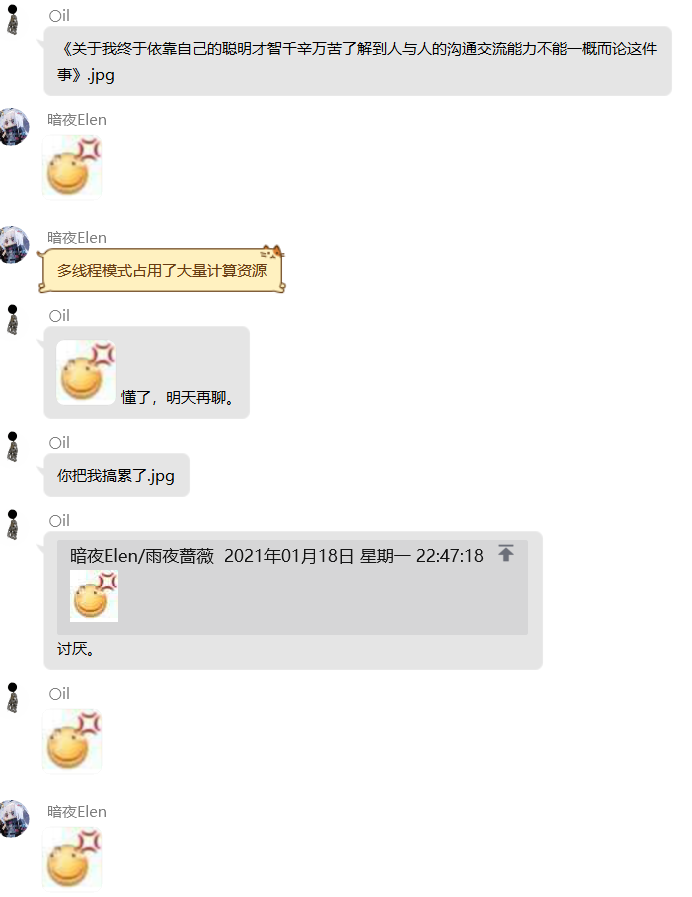 ○il
《关于我终于依靠自己的聪明才智千辛万苦了解到人与人的沟通交流能力不能一概而论这件
事》.jpg
暗夜Elen
暗夜Elen
多线程模式占用了大量计算资源
○il
懂了，明天再聊。
○il
你把我搞累了.jpg
○il
暗夜Elen/雨夜蔷薇 2021年01月18日 星期一 22:47:18
讨厌。
○il
暗夜Elen